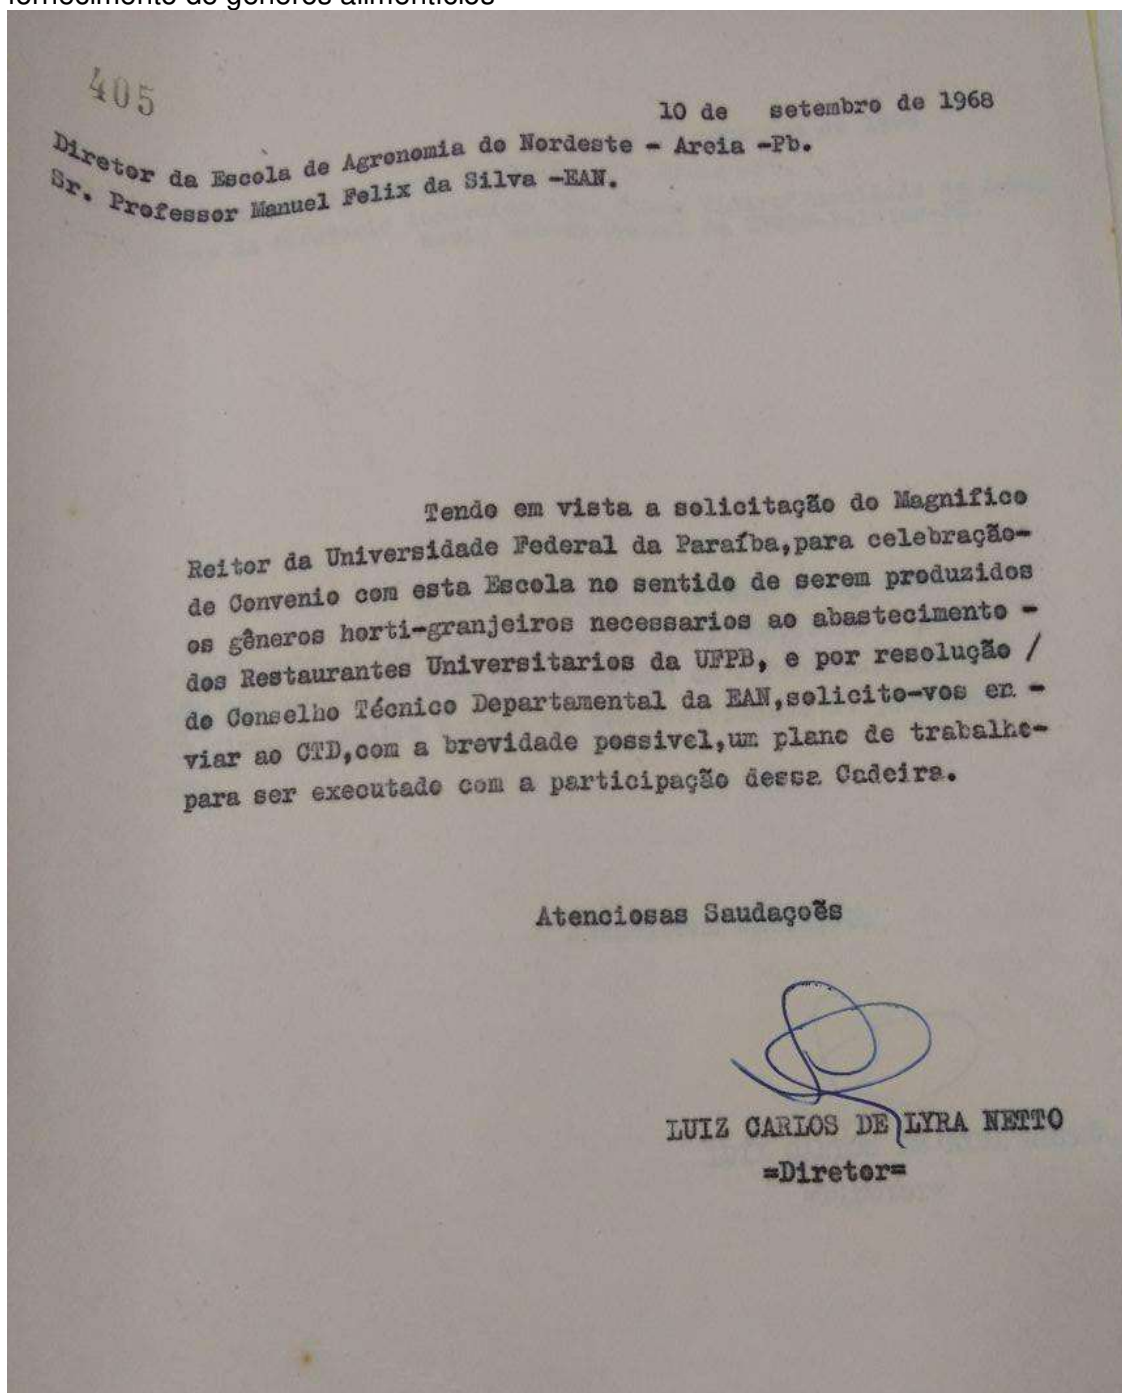 fornecimento de gêneros alimentícios
405
10 de setembro de 1968
Diretor da Escola de Agronomia do Nordeste - Areia -Pb.
Sr. Professor Manuel Felix da Silva -EAN.
Tendo em vista a solicitação do Magnifico
Reitor da Universidade Federal da Paraíba,para celebração-
de Convenio com esta Escola no sentido de serem produzidos
os gêneros horti-granjeiros necessarios ao abastecimento -
dos Restaurantes Universitarios da UFPB, e por resolução /
do Conselho Técnico Departamental da EAN,solicito-vos en -
viar ao CTD,com a brevidade possivel,um plano de trabalho-
para ser executado com a participação dessa Cadeira.
Atenciosas Saudaçoẽs
LUIZ CARLOS DE LYRA NETTO
=Diretor=